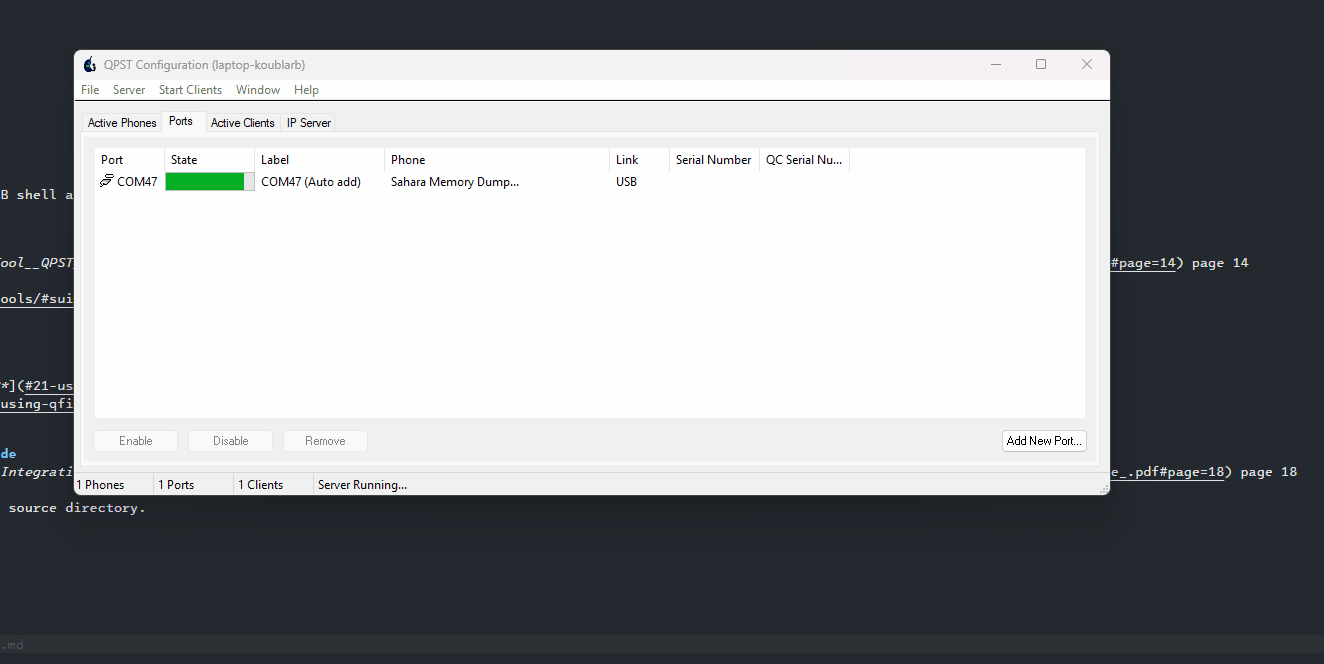 QPST Configuration (laptop-koublarb)
File Server Start Clients Window Help
Active Phones Ports Active Clients IP Server
Port State Label Phone Link Serial Number QC Serial Nu...
COM47 COM47 (Auto add) Sahara Memory Dump... USB
B shell a
ool__QPST #page=14) page 14
ools/#sui
*](#21-us
using-qfi
Enable Disable Remove Add New Port...
de
Integrati e_.pdf#page=18) page 18
1 Phones 1 Ports 1 Clients Server Running...
source directory.
.md